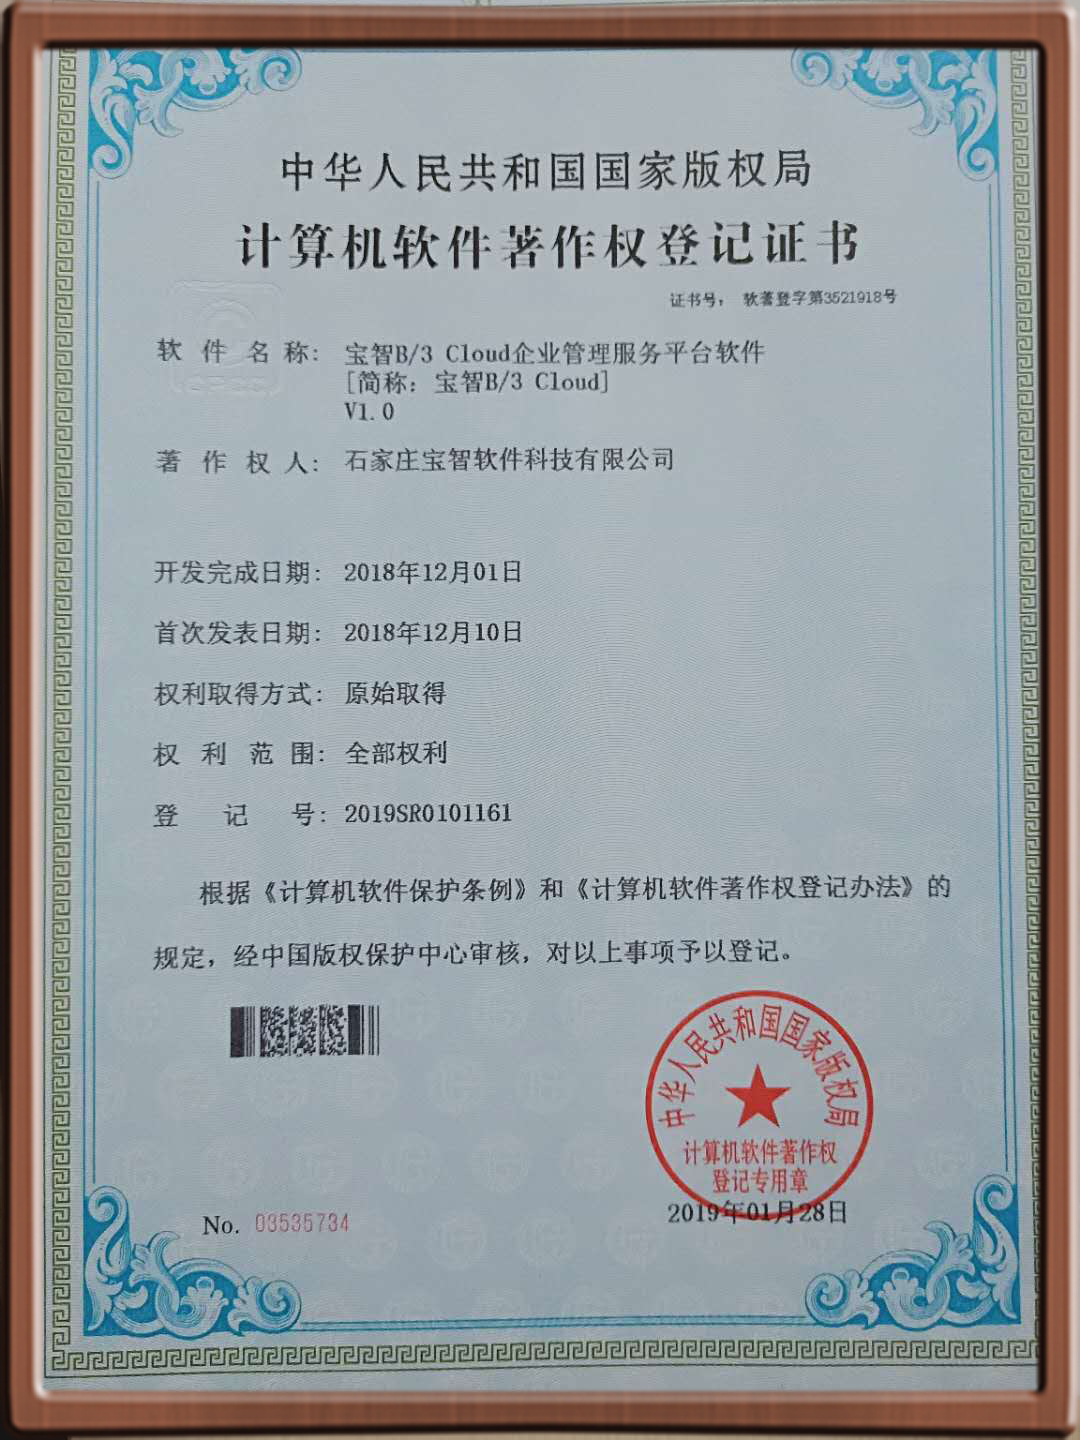 中华人民共和国国家版权局
计算机软件著作权登记证书
证书号： 软著登字第3521918号
软件名称： 宝智B/3 Cloud企业管理服务平台软件
[简称：宝智B/3 Cloud]
V1.0
著作权人： 石家庄宝智软件科技有限公司
开发完成日期： 2018年12月01日
首次发表日期： 2018年12月10日
权利取得方式： 原始取得
权利范围： 全部权利
登记号： 2019SR0101161
根据《计算机软件保护条例》和《计算机软件著作权登记办法》的
规定，经中国版权保护中心审核，对以上事项予以登记。
中华人民共和国国家版权局
计算机软件著作权
登记专用章
2019年01月28日
No. 03535734